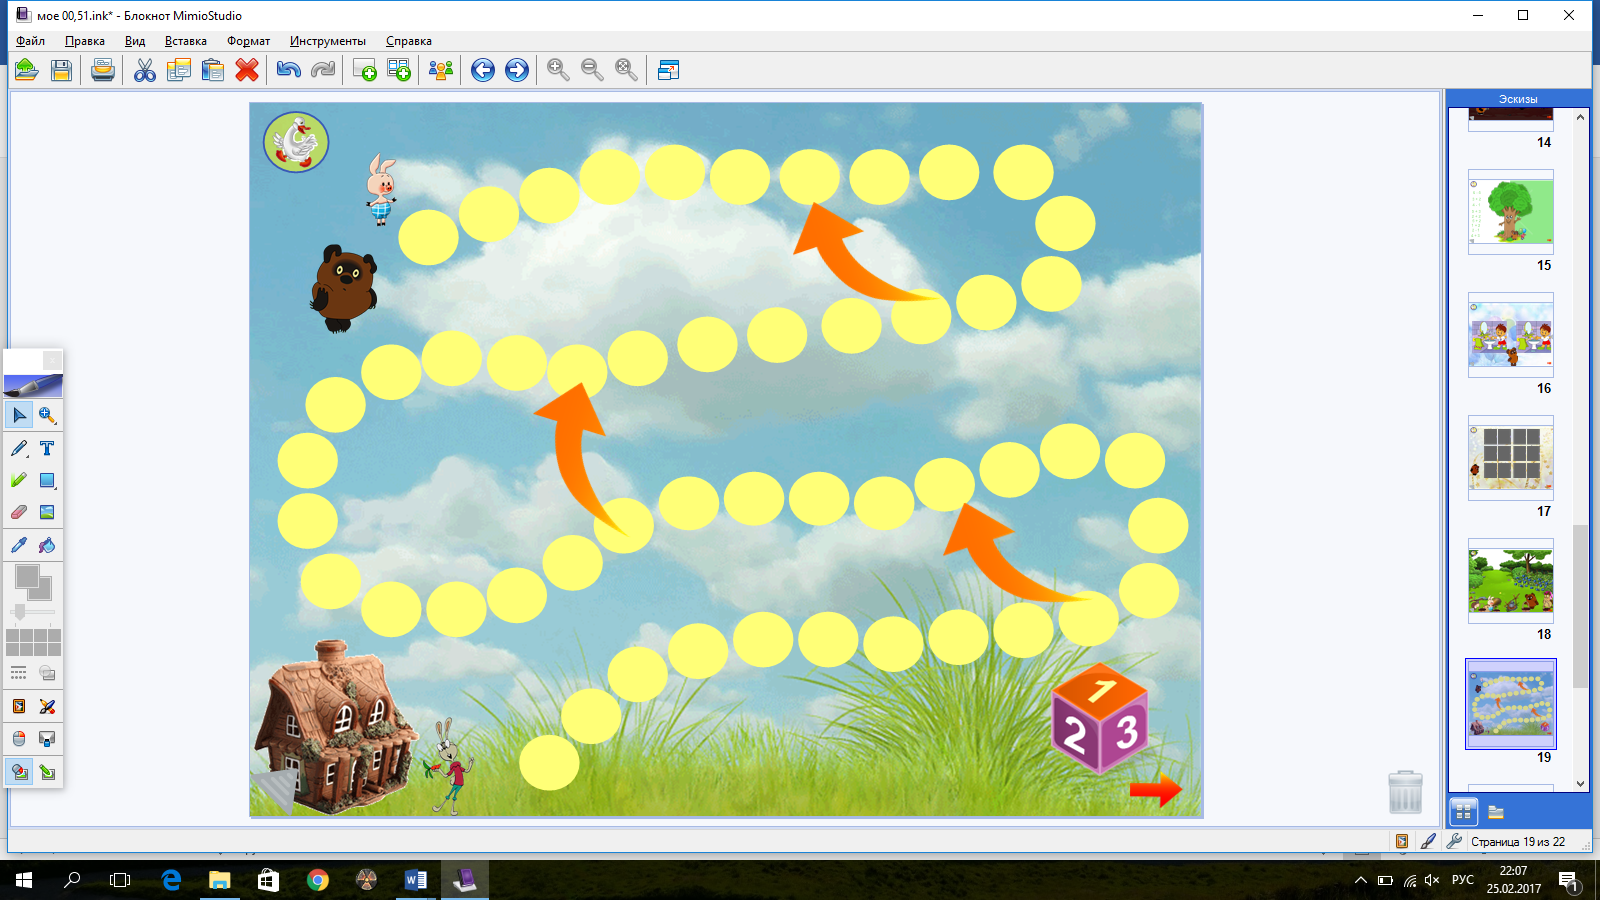 мое 00,51.ink* - Блокнот MimioStudio
Файл Правка Вид Вставка Формат Инструменты Справка
Эскизы
14
15
16
17
18
19
1
2 3
Страница 19 из 22
РУС
22:07
25.02.2017
1